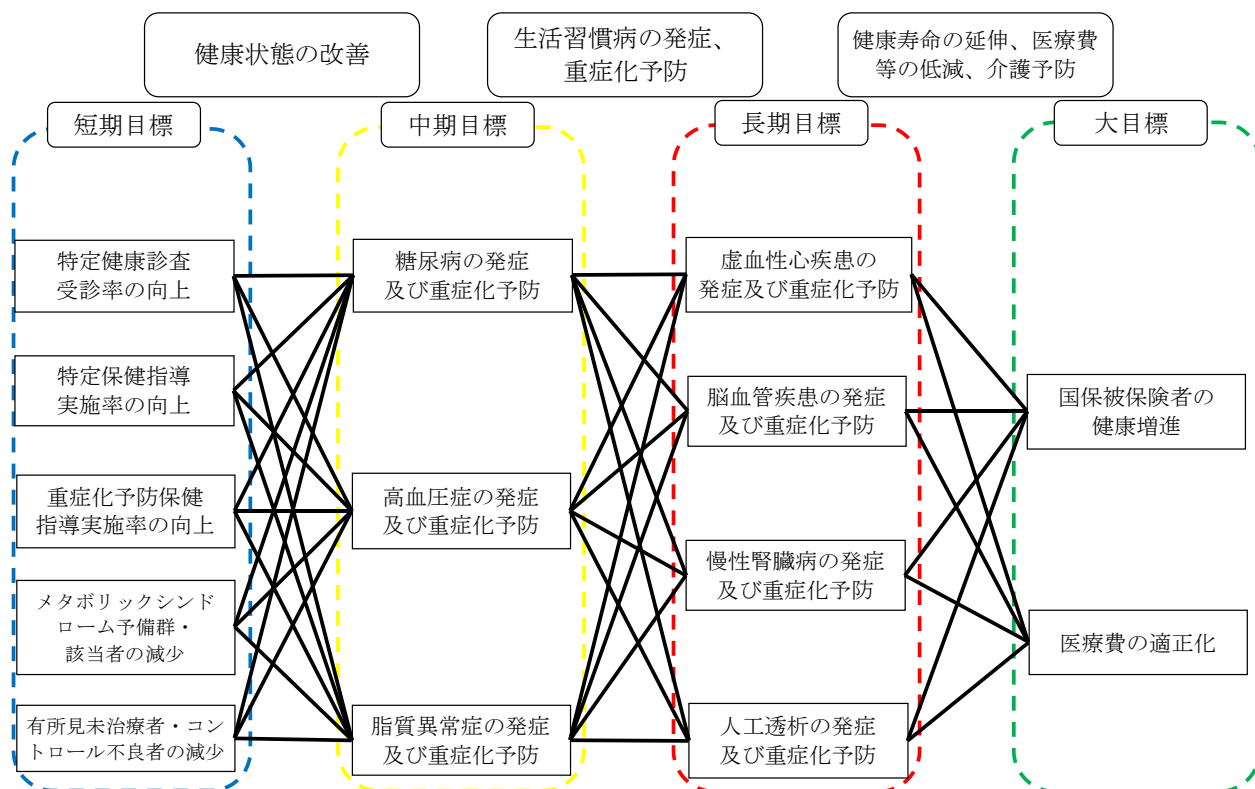 健康状態の改善
生活習慣病の発症、
重症化予防
健康寿命の延伸、医療費
等の低減、介護予防
短期目標
中期目標
長期目標
大目標
特定健康診査
受診率の向上
特定保健指導
実施率の向上
重症化予防保健
指導実施率の向上
メタボリックシンド
ローム予備群・
該当者の減少
有所見未治療者・コン
トロール不良者の減少
糖尿病の発症
及び重症化予防
高血圧症の発症
及び重症化予防
脂質異常症の発症
及び重症化予防
虚血性心疾患の
発症及び重症化予防
脳血管疾患の発症
及び重症化予防
慢性腎臓病の発症
及び重症化予防
人工透析の発症
及び重症化予防
国保被保険者の
健康増進
医療費の適正化